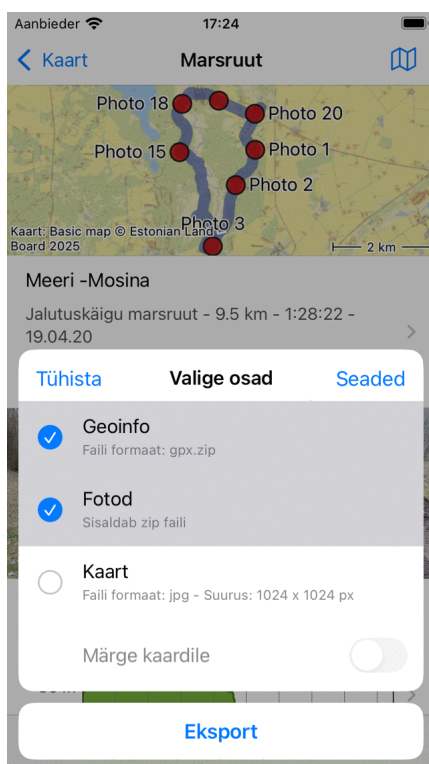 Aanbieder 17:24
Kaart Marsruut
Photo 18
Photo 20
Photo 15
Photo 1
Photo 2
Photo 3
Kaart: Basic map © Estonian Land
Board 2025
2 km
Meeri -Mosina
Jalutuskäigu marsruut - 9.5 km - 1:28:22 -
19.04.20
Tühista Valige osad Seaded
Geoinfo
Faili formaat: gpx.zip
Fotod
Sisaldab zip faili
Kaart
Faili formaat: jpg - Suurus: 1024 x 1024 px
Märge kaardile
Eksport